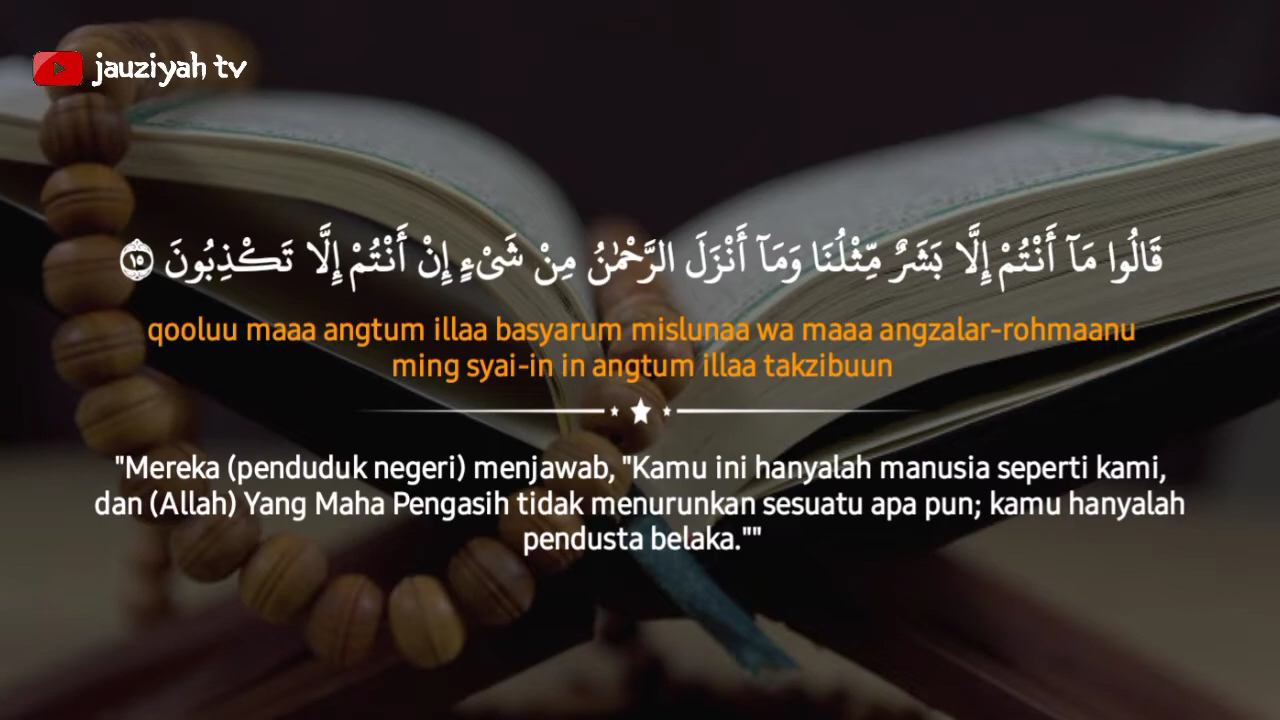 jauziyah tv
قَالُوا مَآ أَنْتُمْ إِلَّا بَشَرٌ مِّثْلُنَا وَمَآ أَنْزَلَ الرَّحْمٰنُ مِنْ شَىْءٍ إِنْ أَنْتُمْ إِلَّا تَكْذِبُونَ ١٥
qooluu maaa angtum illaa basyarum mislunaa wa maaa angzalar-rohmaanu
ming syai-in in angtum illaa takzibuun
"Mereka (penduduk negeri) menjawab, "Kamu ini hanyalah manusia seperti kami,
dan (Allah) Yang Maha Pengasih tidak menurunkan sesuatu apa pun; kamu hanyalah
pendusta belaka.""